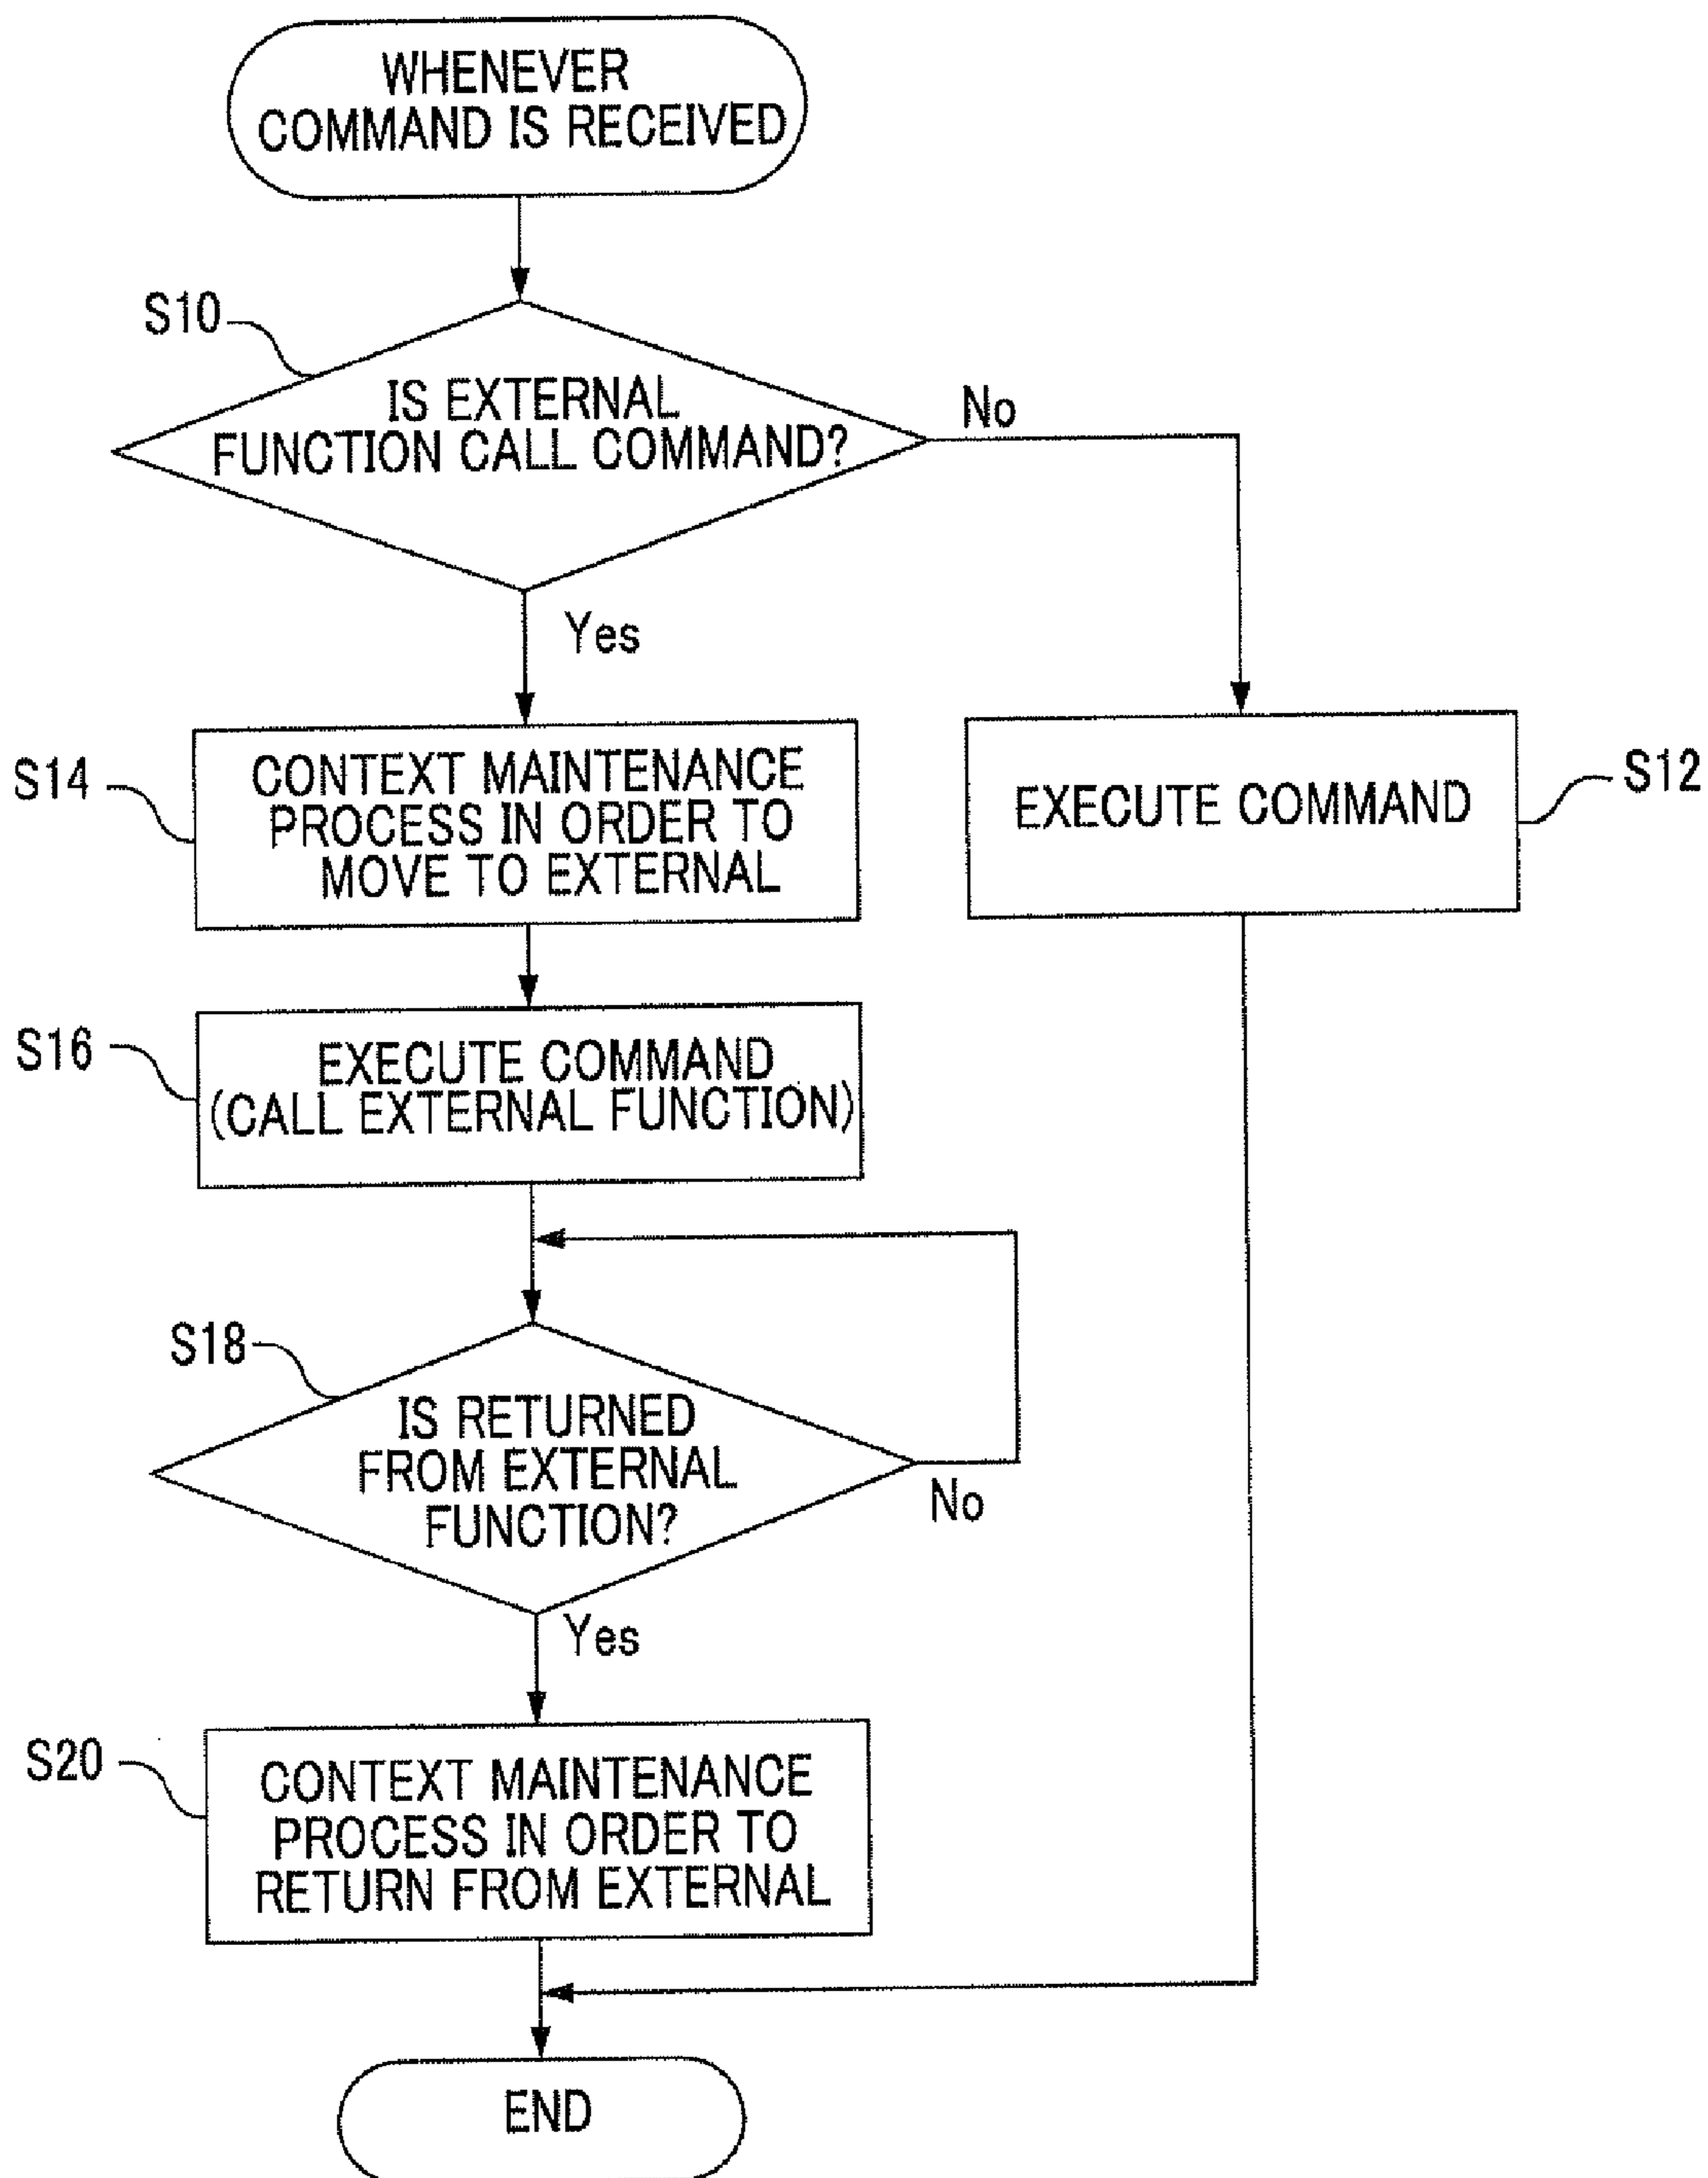 WHENEVER
COMMAND IS RECEIVED
S10
IS EXTERNAL
FUNCTION CALL COMMAND?
No
Yes
S14
CONTEXT MAINTENANCE
PROCESS IN ORDER TO
MOVE TO EXTERNAL
EXECUTE COMMAND
S12
S16
EXECUTE COMMAND
(CALL EXTERNAL FUNCTION)
S18
IS RETURNED
FROM EXTERNAL
FUNCTION?
No
Yes
S20
CONTEXT MAINTENANCE
PROCESS IN ORDER TO
RETURN FROM EXTERNAL
END